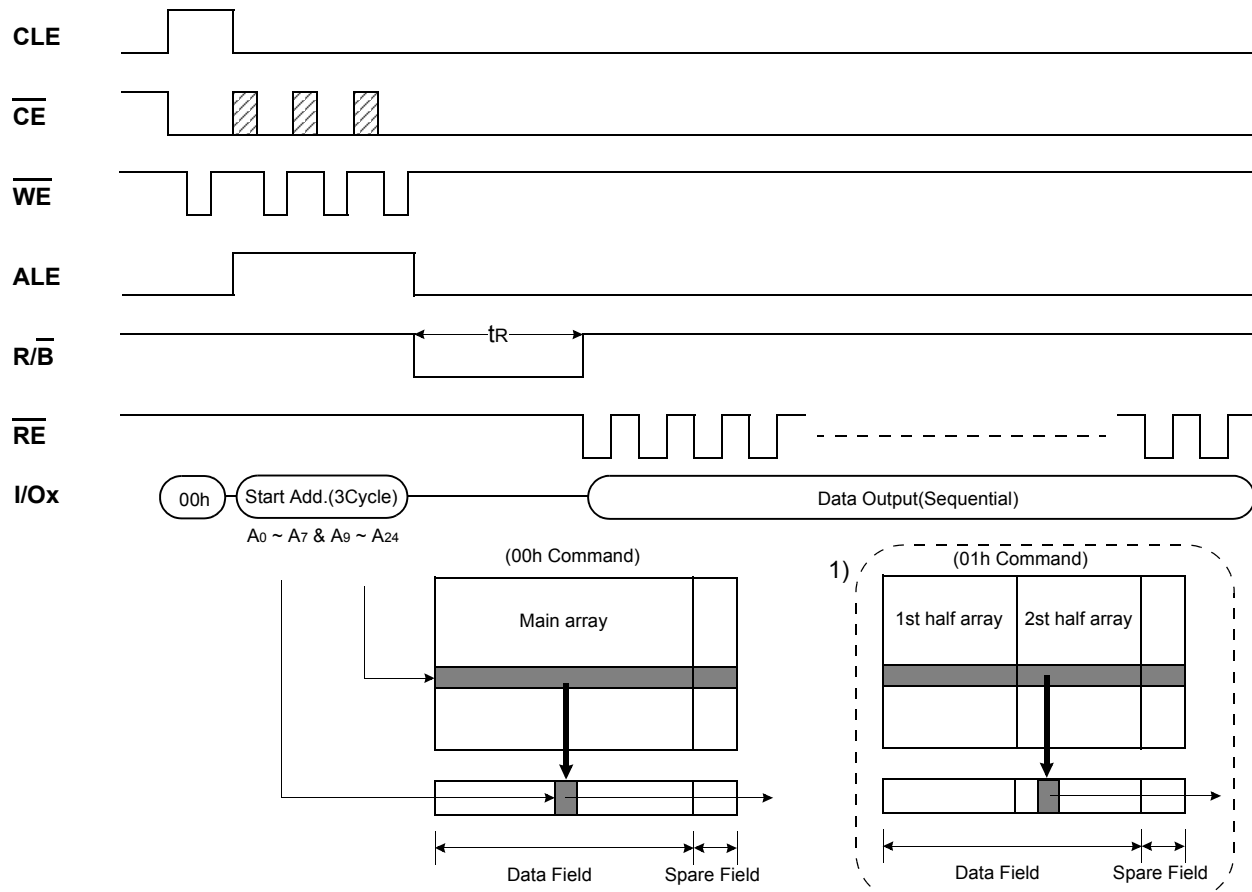 CLE
CE
WE
ALE
R/B
tR
RE
I/Ox
00h
Start Add.(3Cycle)
Data Output(Sequential)
A0 ~ A7 & A9 ~ A24
(00h Command)
1)
(01h Command)
Main array
1st half array
2st half array
Data Field
Spare Field
Data Field
Spare Field